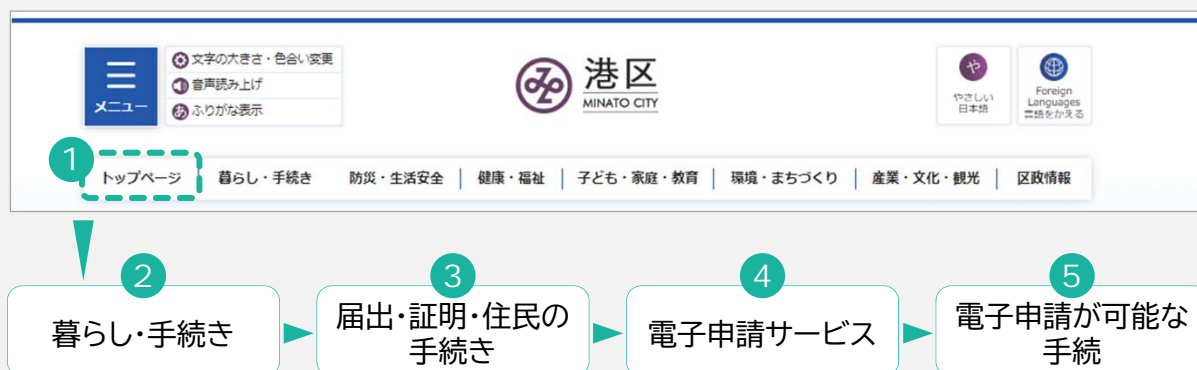 メニュー
文字の大きさ・色合い変更
音声読み上げ
ふりがな表示
港区
MINATO CITY
や
やさしい
日本語
Foreign
Languages
言語をかえる
1
トップページ
暮らし・手続き
防災・生活安全
健康・福祉
子ども・家庭・教育
環境・まちづくり
産業・文化・観光
区政情報
2
暮らし・手続き
3
届出・証明・住民の
手続き
4
電子申請サービス
5
電子申請が可能な
手続